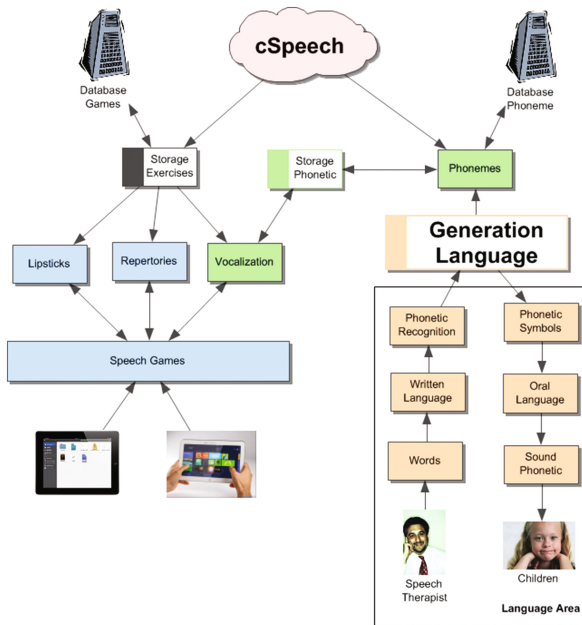 cSpeech
Database
Games
Database
Phoneme
Storage
Exercises
Storage
Phonetic
Phonemes
Generation
Language
Lipsticks
Repertories
Vocalization
Speech Games
Phonetic
Recognition
Phonetic
Symbols
Written
Language
Oral
Language
Words
Sound
Phonetic
Speech
Therapist
Children
Language Area